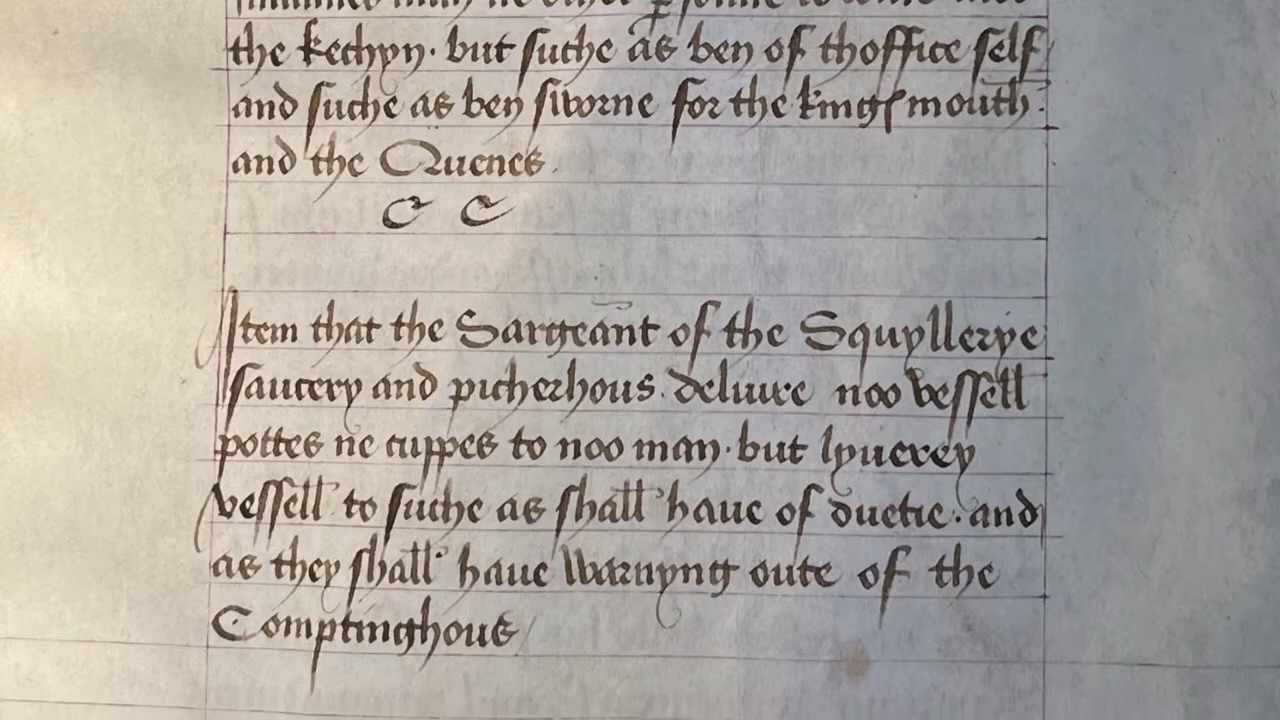 the kechyn· but suche as ben of thoffice self
and suche as ben sworne for the kingꝭ mouth·
and the Quenes.
C C
Item that the Sargeant of the Squyllerye
saucery and picherhous· deliuere noo vessell
pottes ne cuppes to noo man· but lyuerey
vessell to suche as shall haue of duetie· and
as they shall haue warnyng oute of the
Comptinghous/